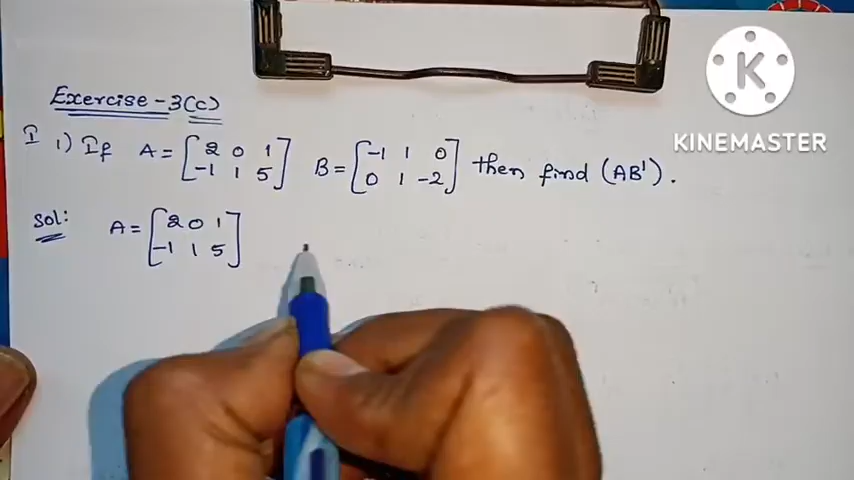 Exercise-3(c)
I 1) If A = [2 0 1 B = [-1 1 0 then find (AB').
-1 1 5] 0 1 -2]
Sol: A = [2 0 1
-1 1 5]
K
KINEMASTER